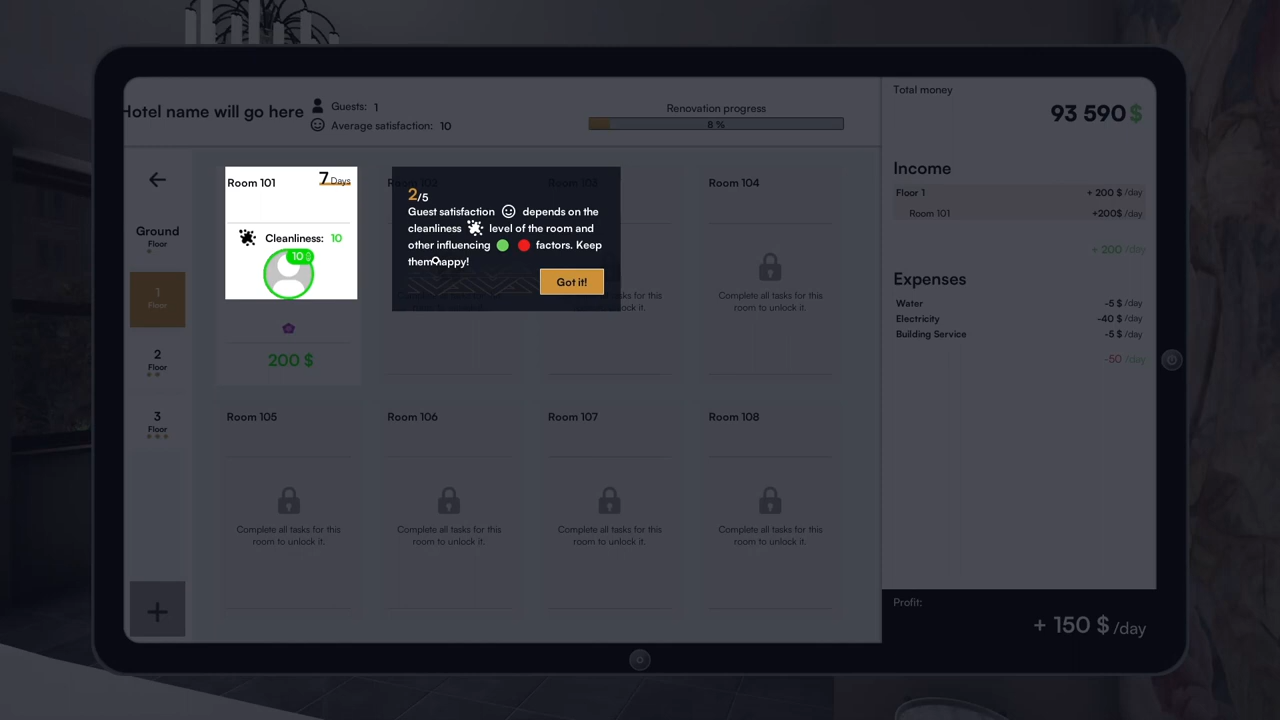 Hotel name will go here
Guests: 1
Average satisfaction: 10
Renovation progress
8 %
Ground
Floor
1
Floor
2
Floor
3
Floor
Room 101
7 Days
Cleanliness: 10
10 $
200 $
Room 102
Room 103
2/5
Guest satisfaction depends on the
cleanliness level of the room and
other influencing factors. Keep
them happy!
Got it!
Room 104
Complete all tasks for this
room to unlock it.
Room 105
Complete all tasks for this
room to unlock it.
Room 106
Complete all tasks for this
room to unlock it.
Room 107
Complete all tasks for this
room to unlock it.
Room 108
Complete all tasks for this
room to unlock it.
Total money
93 590 $
Income
Floor 1 + 200 $ /day
Room 101 +200$ /day
+ 200 /day
Expenses
Water -5 $ /day
Electricity -40 $ /day
Building Service -5 $ /day
-50 /day
Profit:
+ 150 $ /day